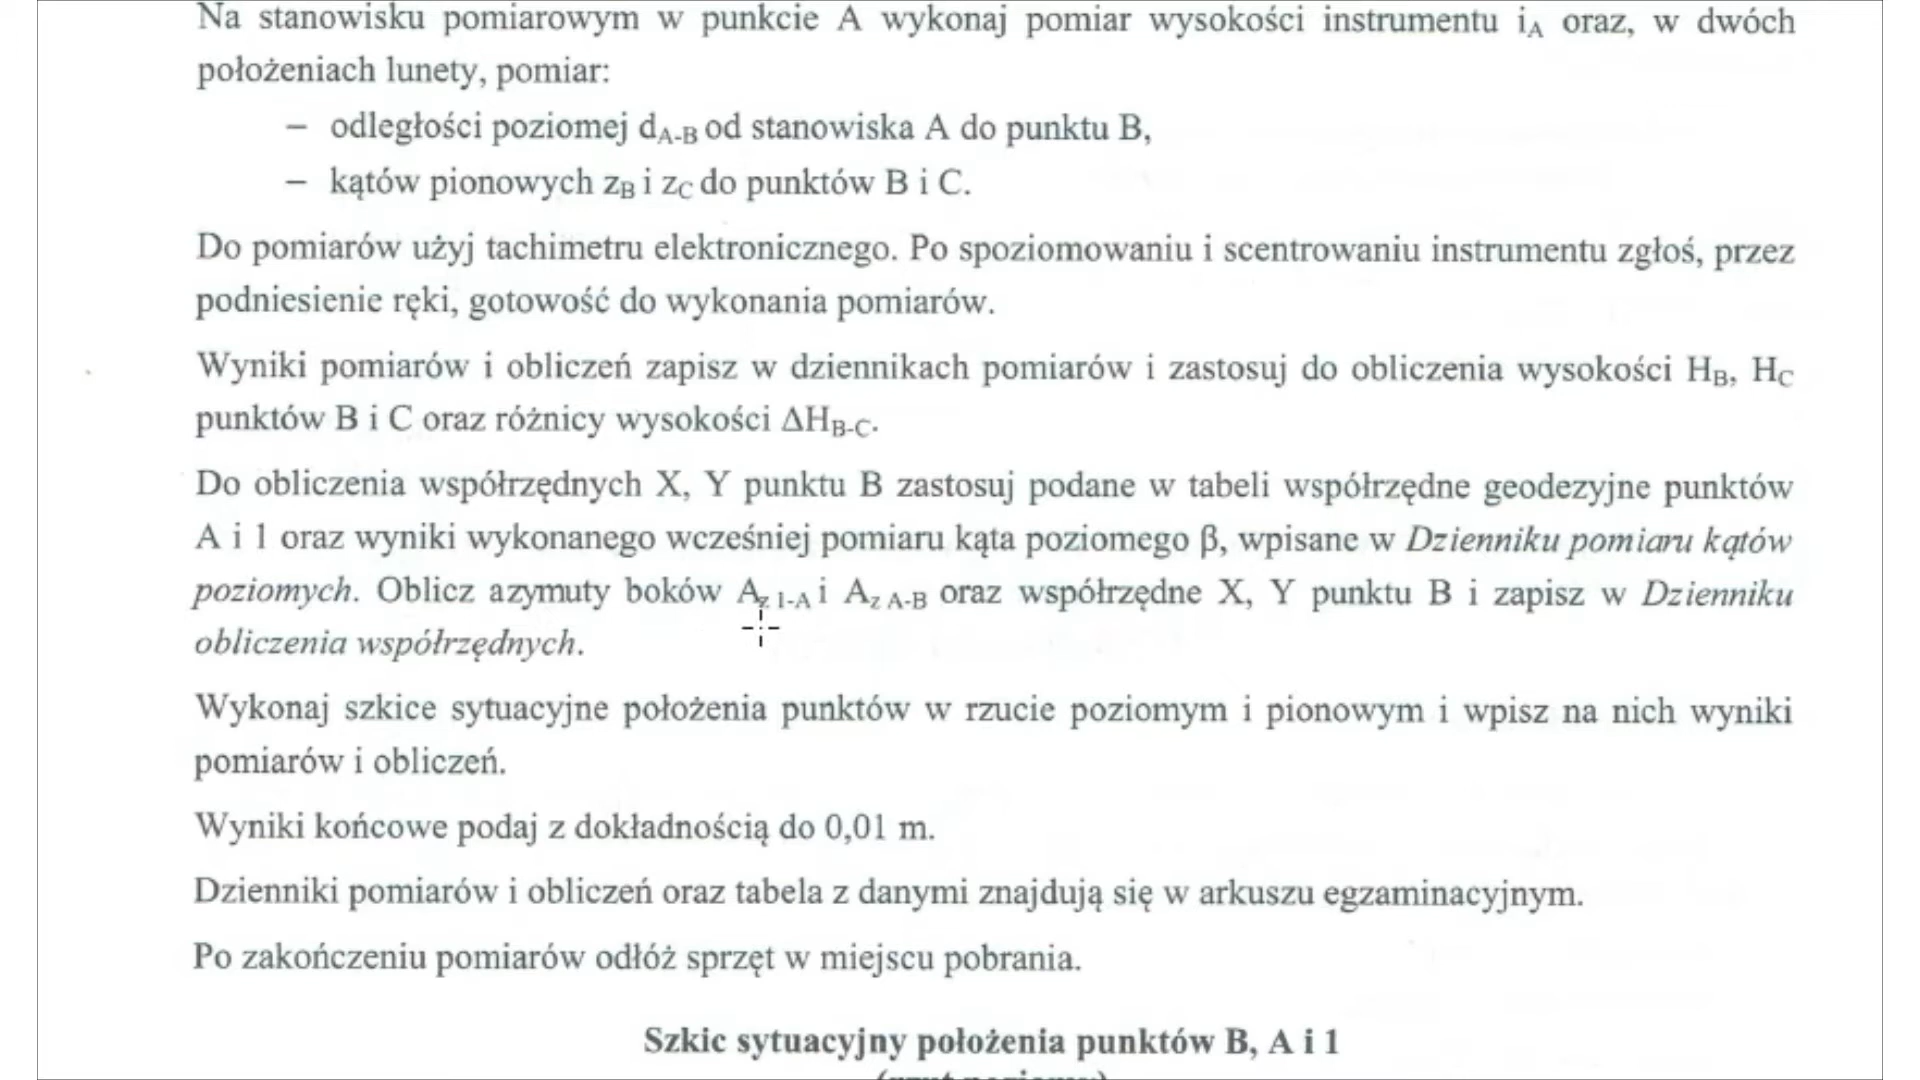 Na stanowisku pomiarowym w punkcie A wykonaj pomiar wysokości instrumentu iA oraz, w dwóch
położeniach lunety, pomiar:
– odległości poziomej dA-B od stanowiska A do punktu B,
– kątów pionowych zB i zC do punktów B i C.
Do pomiarów użyj tachimetru elektronicznego. Po spoziomowaniu i scentrowaniu instrumentu zgłoś, przez
podniesienie ręki, gotowość do wykonania pomiarów.
Wyniki pomiarów i obliczeń zapisz w dziennikach pomiarów i zastosuj do obliczenia wysokości HB, HC
punktów B i C oraz różnicy wysokości ΔHB-C.
Do obliczenia współrzędnych X, Y punktu B zastosuj podane w tabeli współrzędne geodezyjne punktów
A i 1 oraz wyniki wykonanego wcześniej pomiaru kąta poziomego β, wpisane w Dzienniku pomiaru kątów
poziomych. Oblicz azymuty boków Az 1-A i Az A-B oraz współrzędne X, Y punktu B i zapisz w Dzienniku
obliczenia współrzędnych.
Wykonaj szkice sytuacyjne położenia punktów w rzucie poziomym i pionowym i wpisz na nich wyniki
pomiarów i obliczeń.
Wyniki końcowe podaj z dokładnością do 0,01 m.
Dzienniki pomiarów i obliczeń oraz tabela z danymi znajdują się w arkuszu egzaminacyjnym.
Po zakończeniu pomiarów odłóż sprzęt w miejscu pobrania.
Szkic sytuacyjny położenia punktów B, A i 1